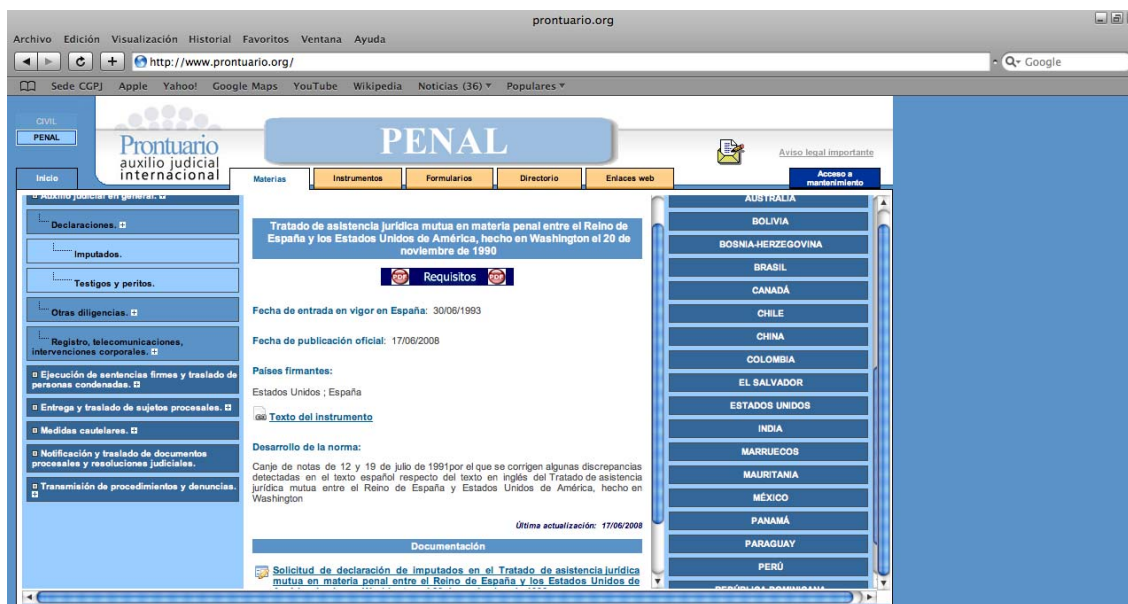 prontuario.org
Archivo Edición Visualización Historial Favoritos Ventana Ayuda
http://www.prontuario.org/
Google
Sede CGPJ Apple Yahoo! Google Maps YouTube Wikipedia Noticias (36) Populares
CIVIL
PENAL
Prontuario
auxilio judicial
internacional
PENAL
Aviso legal importante
Inicio
Materias
Instrumentos
Formularios
Directorio
Enlaces web
Acceso a
mantenimiento
Auxilio judicial en general.
Declaraciones.
Imputados.
Testigos y peritos.
Otras diligencias.
Registro, telecomunicaciones,
intervenciones corporales.
Ejecución de sentencias firmes y traslado de
personas condenadas.
Entrega y traslado de sujetos procesales.
Medidas cautelares.
Notificación y traslado de documentos
procesales y resoluciones judiciales.
Transmisión de procedimientos y denuncias.
Tratado de asistencia jurídica mutua en materia penal entre el Reino de
España y los Estados Unidos de América, hecho en Washington el 20 de
noviembre de 1990
PDF Requisitos PDF
Fecha de entrada en vigor en España: 30/06/1993
Fecha de publicación oficial: 17/06/2008
Países firmantes:
Estados Unidos ; España
Texto del instrumento
Desarrollo de la norma:
Canje de notas de 12 y 19 de julio de 1991por el que se corrigen algunas discrepancias
detectadas en el texto español respecto del texto en inglés del Tratado de asistencia
jurídica mutua entre el Reino de España y Estados Unidos de América, hecho en
Washington
Última actualización: 17/06/2008
Documentación
Solicitud de declaración de imputados en el Tratado de asistencia jurídica
mutua en materia penal entre el Reino de España y los Estados Unidos de
AUSTRALIA
BOLIVIA
BOSNIA-HERZEGOVINA
BRASIL
CANADÁ
CHILE
CHINA
COLOMBIA
EL SALVADOR
ESTADOS UNIDOS
INDIA
MARRUECOS
MAURITANIA
MÉXICO
PANAMÁ
PARAGUAY
PERÚ
REPÚBLICA DOMINICANA